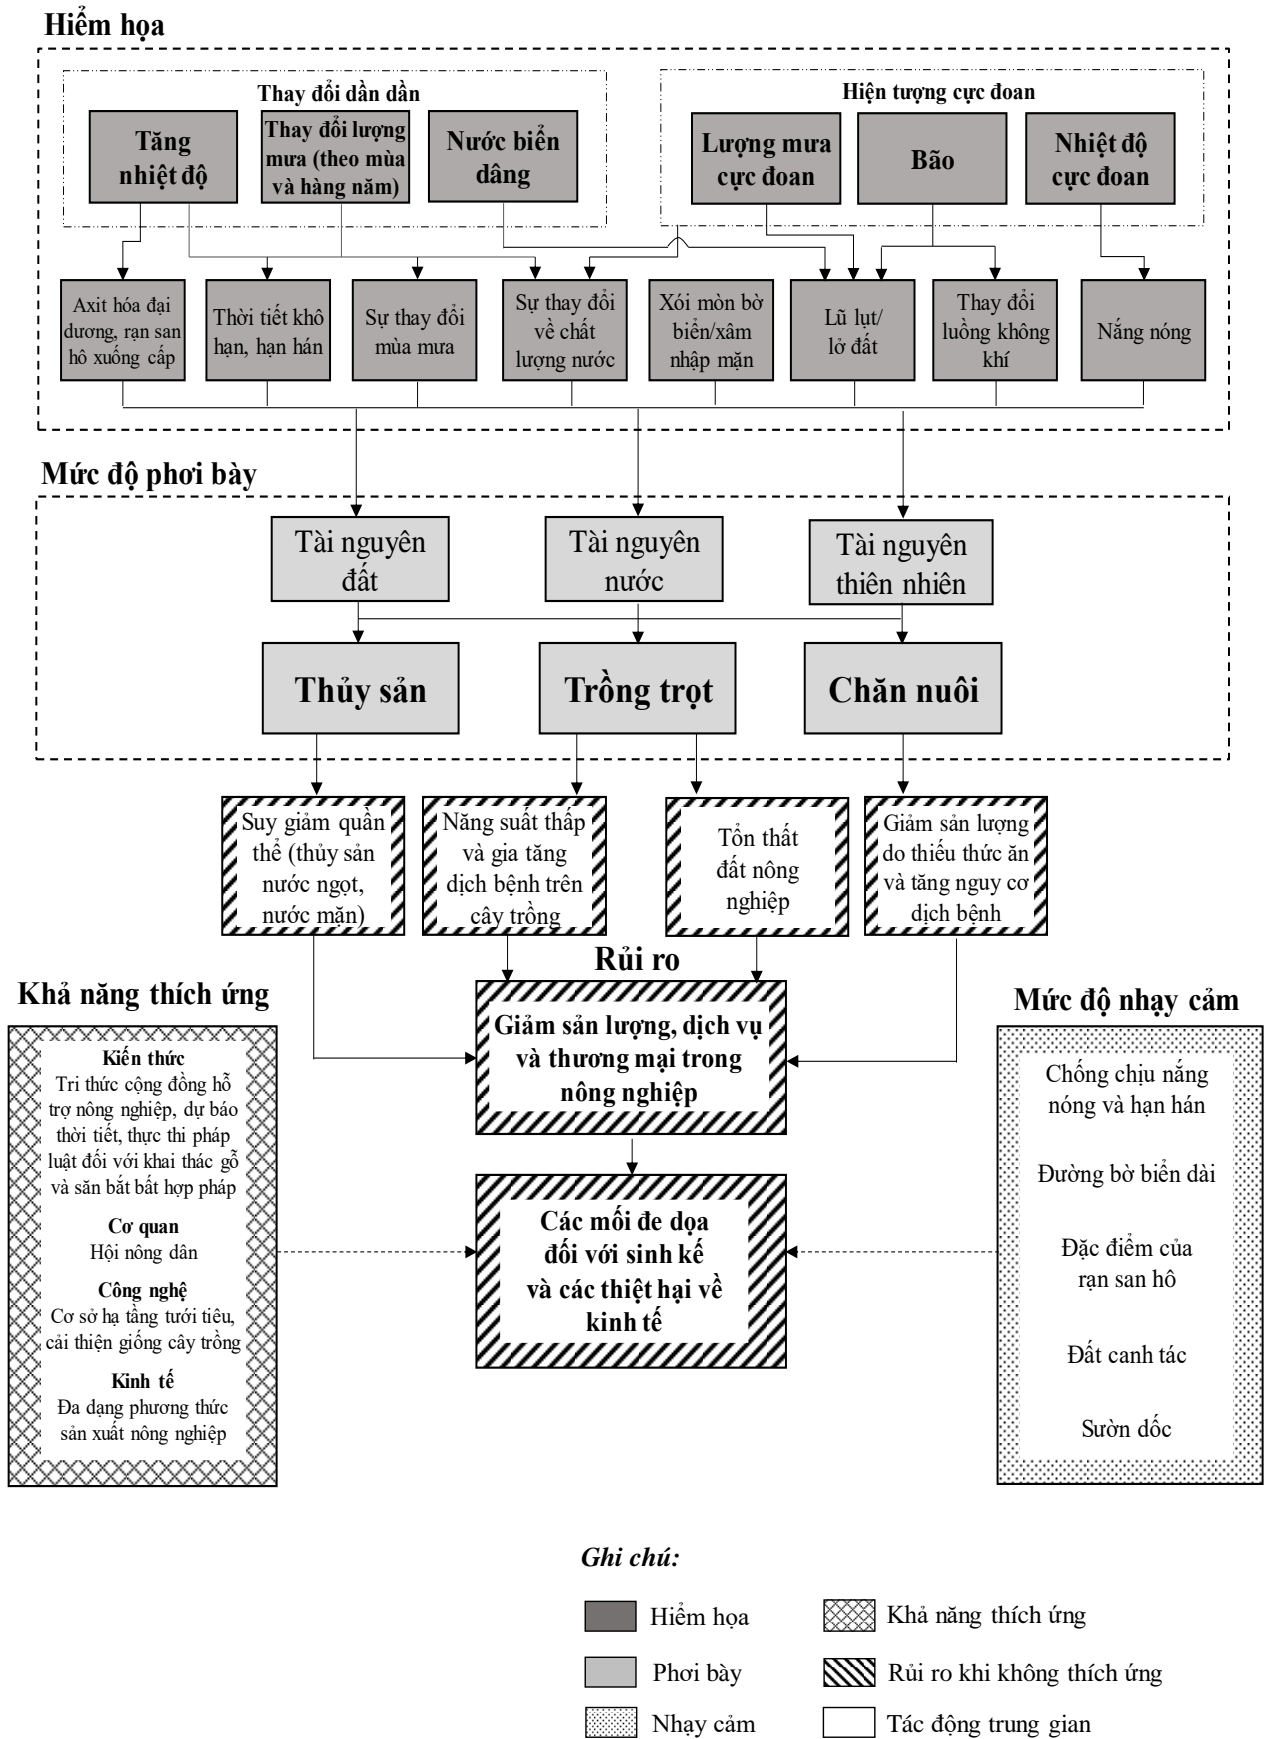 Hiểm họa
Thay đổi dần dần
Hiện tượng cực đoan
Tăng
nhiệt độ
Thay đổi lượng
mưa (theo mùa
và hàng năm)
Nước biển
dâng
Lượng mưa
cực đoan
Bão
Nhiệt độ
cực đoan
Axit hóa đại
dương, rạn san
hô xuống cấp
Thời tiết khô
hạn, hạn hán
Sự thay đổi
mùa mưa
Sự thay đổi
về chất
lượng nước
Xói mòn bờ
biển/xâm
nhập mặn
Lũ lụt/
lở đất
Thay đổi
luồng không
khí
Nắng nóng
Mức độ phơi bày
Tài nguyên
đất
Tài nguyên
nước
Tài nguyên
thiên nhiên
Thủy sản
Trồng trọt
Chăn nuôi
Suy giảm quần
thể (thủy sản
nước ngọt,
nước mặn)
Năng suất thấp
và gia tăng
dịch bệnh trên
cây trồng
Tổn thất
đất nông
nghiệp
Giảm sản lượng
do thiếu thức ăn
và tăng nguy cơ
dịch bệnh
Rủi ro
Giảm sản lượng, dịch vụ
và thương mại trong
nông nghiệp
Các mối đe dọa
đối với sinh kế
và các thiệt hại về
kinh tế
Khả năng thích ứng
Kiến thức
Tri thức cộng đồng hỗ
trợ nông nghiệp, dự báo
thời tiết, thực thi pháp
luật đối với khai thác gỗ
và săn bắt bất hợp pháp
Cơ quan
Hội nông dân
Công nghệ
Cơ sở hạ tầng tưới tiêu,
cải thiện giống cây trồng
Kinh tế
Đa dạng phương thức
sản xuất nông nghiệp
Mức độ nhạy cảm
Chống chịu nắng
nóng và hạn hán
Đường bờ biển dài
Đặc điểm của
rạn san hô
Đất canh tác
Sườn dốc
Ghi chú:
Hiểm họa
Khả năng thích ứng
Phơi bày
Rủi ro khi không thích ứng
Nhạy cảm
Tác động trung gian